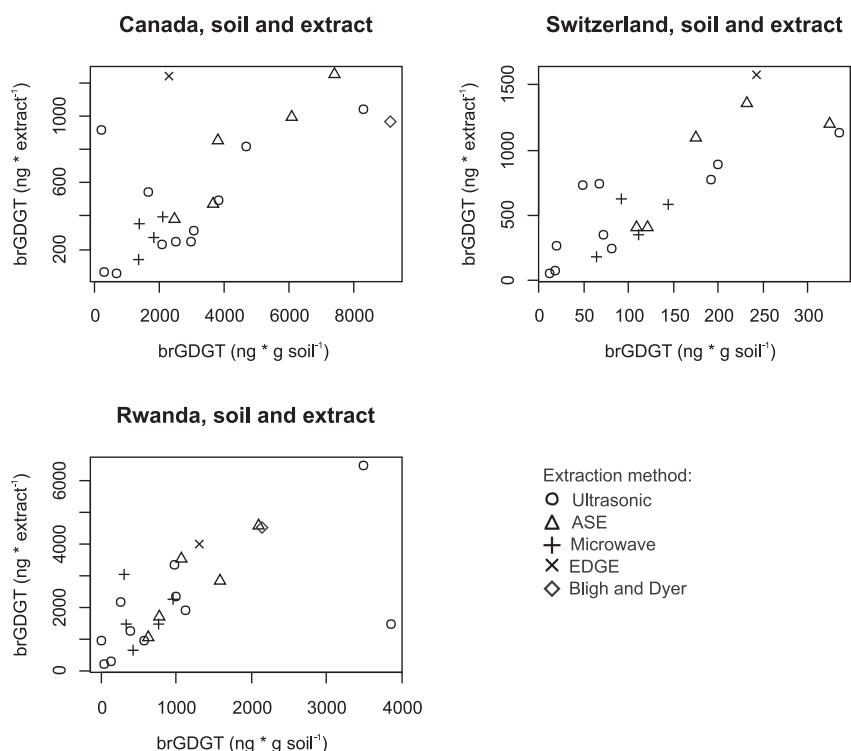 Canada, soil and extract
brGDGT (ng * extract⁻¹)
1000
600
200
0 2000 4000 6000 8000
brGDGT (ng * g soil⁻¹)
Switzerland, soil and extract
brGDGT (ng * extract⁻¹)
1500
1000
500
0
0 50 100 150 200 250 300
brGDGT (ng * g soil⁻¹)
Rwanda, soil and extract
brGDGT (ng * extract⁻¹)
6000
4000
2000
0
0 1000 2000 3000 4000
brGDGT (ng * g soil⁻¹)
Extraction method:
Ultrasonic
ASE
Microwave
EDGE
Bligh and Dyer